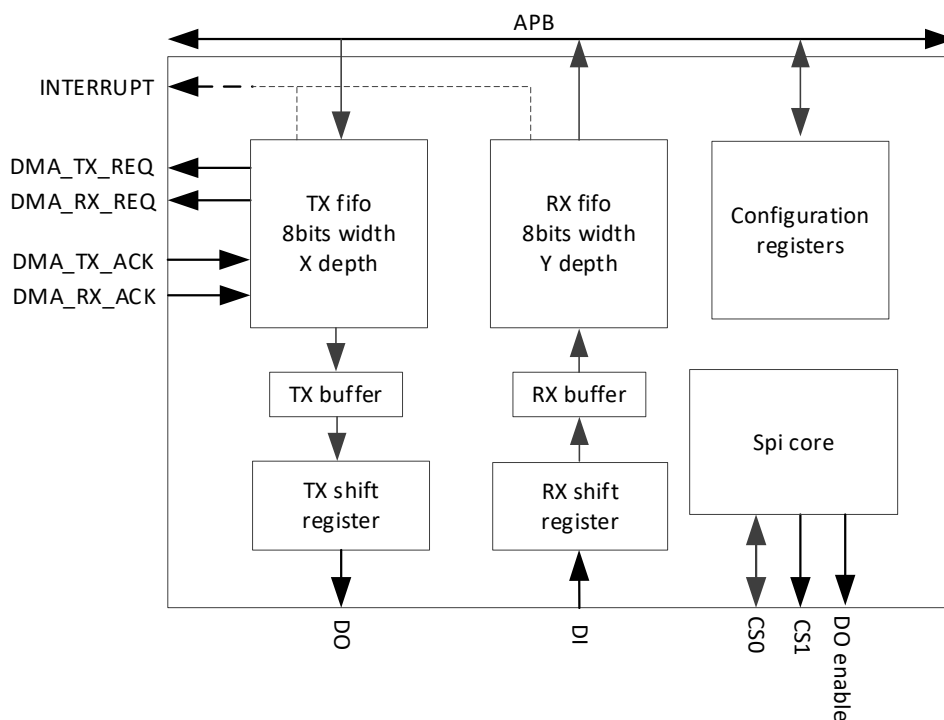 APB
INTERRUPT
DMA_TX_REQ
DMA_RX_REQ
DMA_TX_ACK
DMA_RX_ACK
TX fifo
8bits width
X depth
RX fifo
8bits width
Y depth
Configuration
registers
TX buffer
RX buffer
Spi core
TX shift
register
RX shift
register
DO
DI
CS0
CS1
DO enable